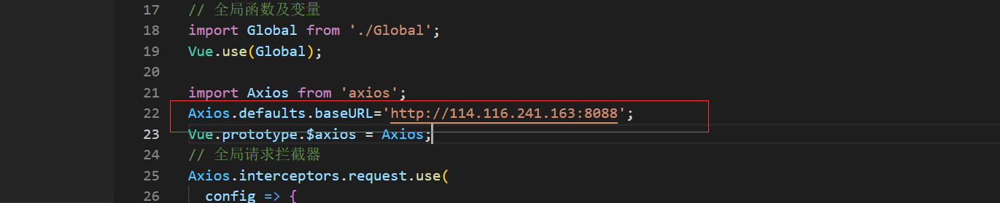 17 // 全局函数及变量
18 import Global from './Global';
19 Vue.use(Global);
20
21 import Axios from 'axios';
22 Axios.defaults.baseURL='http://114.116.241.163:8088';
23 Vue.prototype.$axios = Axios;
24 // 全局请求拦截器
25 Axios.interceptors.request.use(
26 config => {